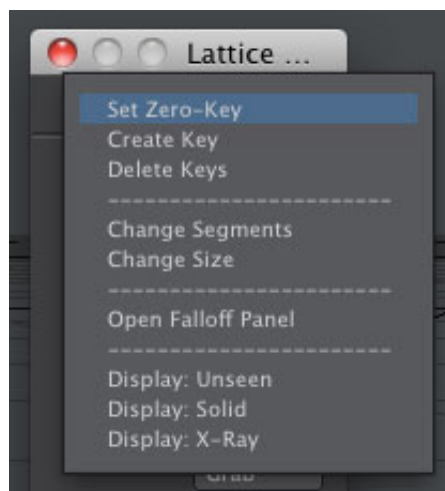 Lattice ...
Set Zero-Key
Create Key
Delete Keys
------------------------
Change Segments
Change Size
------------------------
Open Falloff Panel
------------------------
Display: Unseen
Display: Solid
Display: X-Ray
Grab